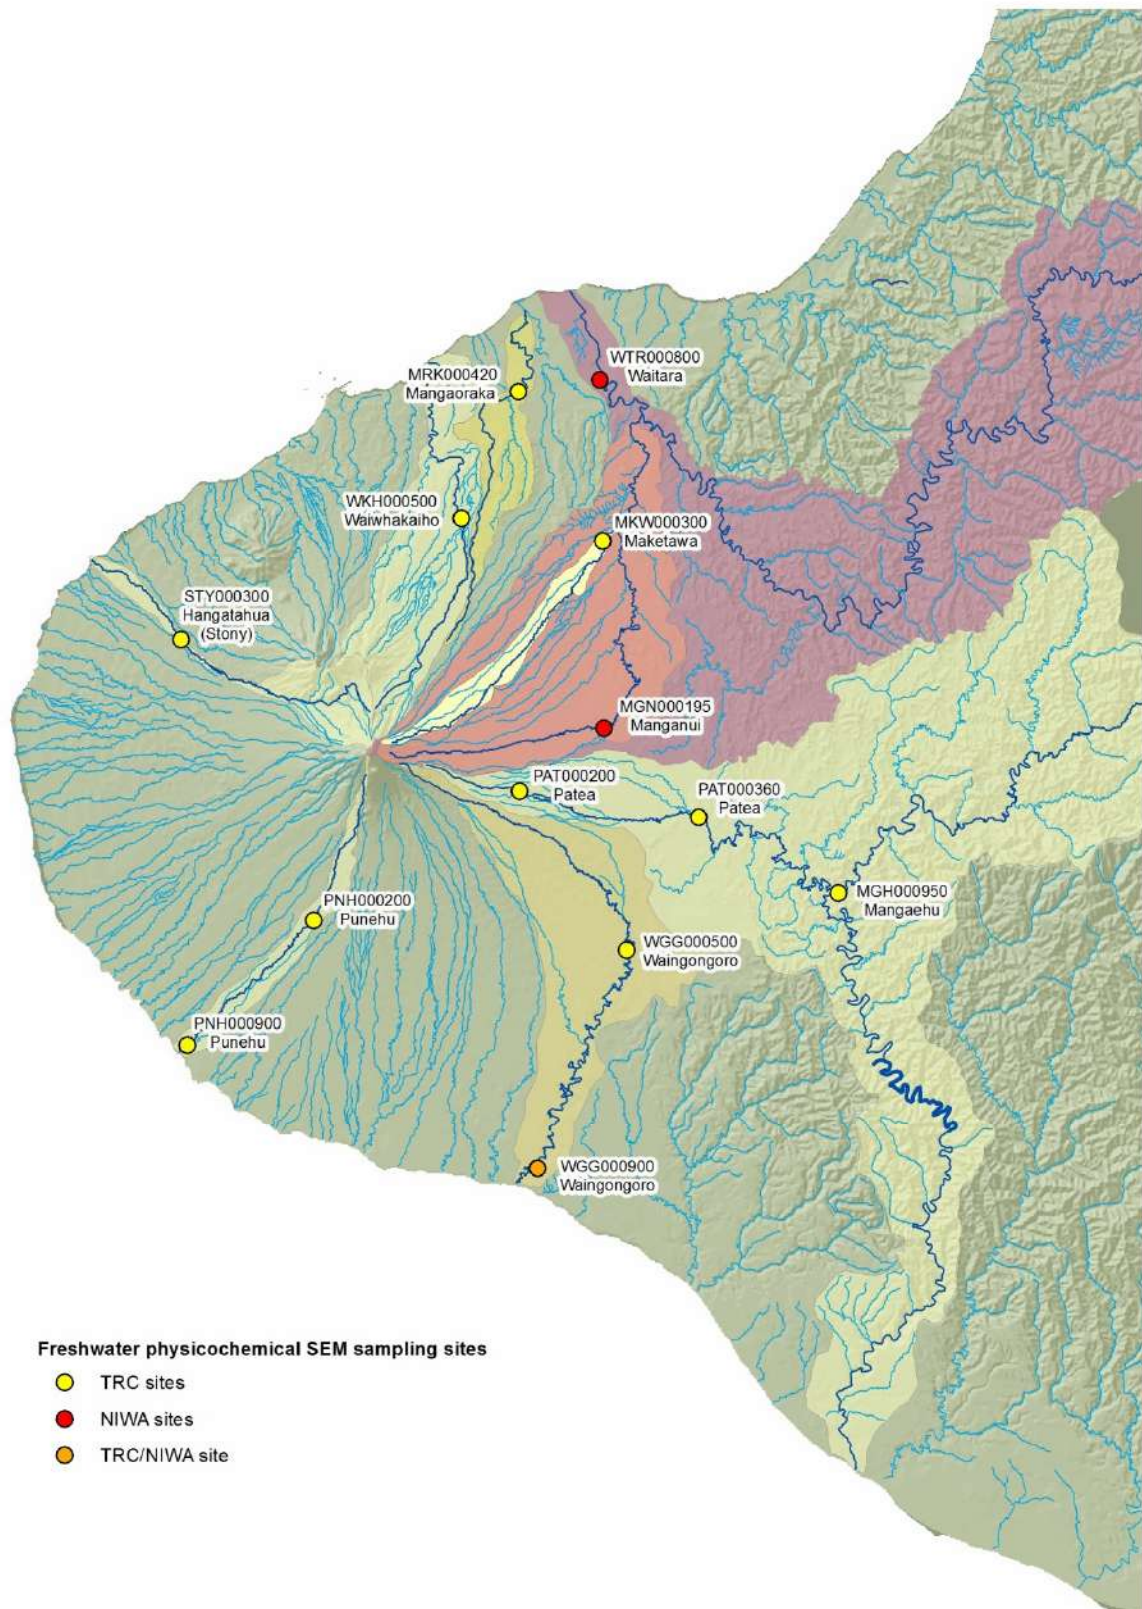 WTR000800
Waitara
MRK000420
Mangaoraka
WKH000500
Waiwhakaiho
MKW000300
Maketawa
STY000300
Hangatahua
(Stony)
MGN000195
Manganui
PAT000200
Patea
PAT000360
Patea
MGH000950
Mangaehu
PNH000200
Punehu
WGG000500
Waingongoro
PNH000900
Punehu
WGG000900
Waingongoro
Freshwater physicochemical SEM sampling sites
TRC sites
NIWA sites
TRC/NIWA site